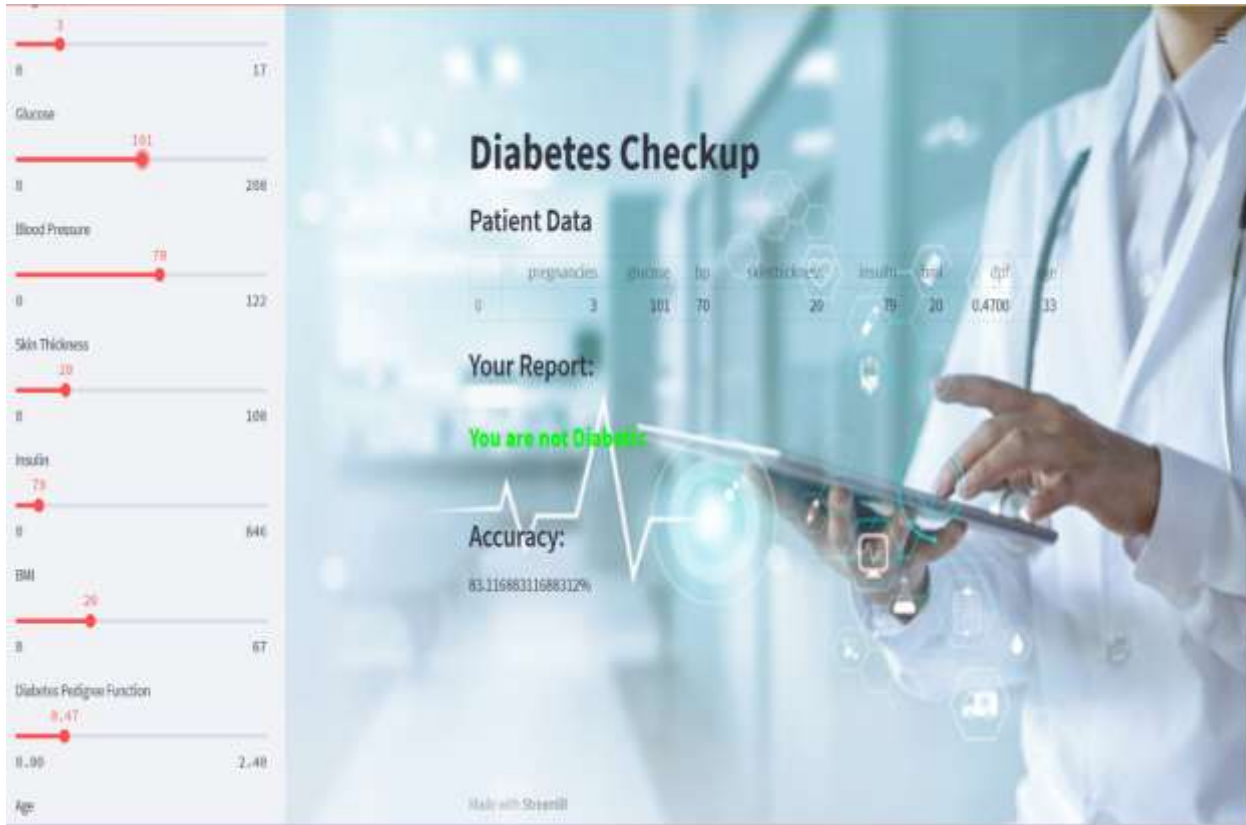 3
0 17
Glucose
101
0 200
Blood Pressure
70
0 122
Skin Thickness
20
0 100
Insulin
79
0 846
BMI
20
0 67
Diabetes Pedigree Function
0.47
0.00 2.40
Age
Diabetes Checkup
Patient Data
pregnancies glucose bp skinthickness insulin bmi dpf age
0 3 101 70 20 79 20 0.4700 33
Your Report:
You are not Diabetic
Accuracy:
83.11688311688312%
Made with Streamlit